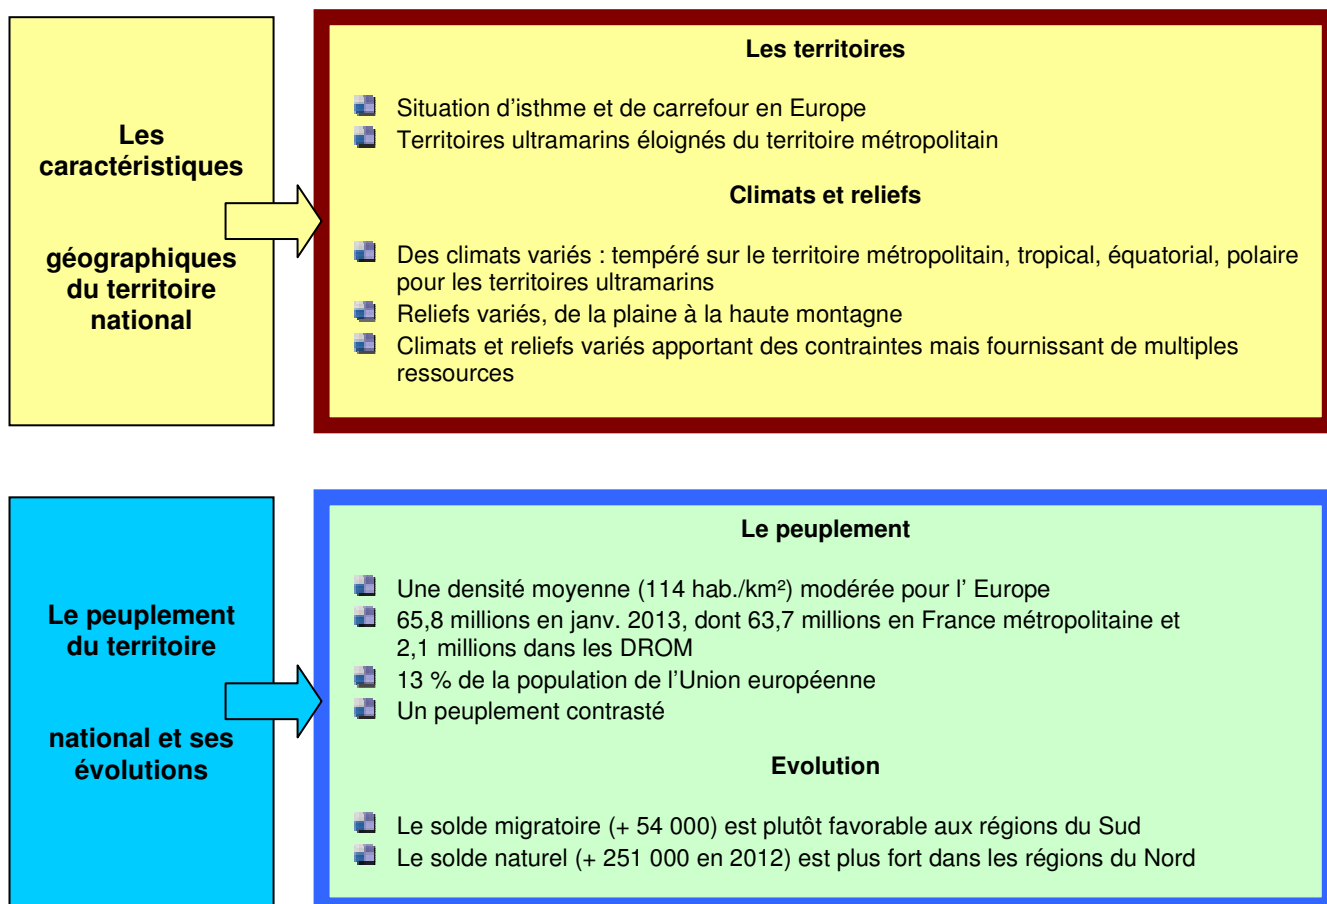 Les
caractéristiques
géographiques
du territoire
national
Les territoires
Situation d'isthme et de carrefour en Europe
Territoires ultramarins éloignés du territoire métropolitain
Climats et reliefs
Des climats variés : tempéré sur le territoire métropolitain, tropical, équatorial, polaire
pour les territoires ultramarins
Reliefs variés, de la plaine à la haute montagne
Climats et reliefs variés apportant des contraintes mais fournissant de multiples
ressources
Le peuplement
du territoire
national et ses
évolutions
Le peuplement
Une densité moyenne (114 hab./km²) modérée pour l' Europe
65,8 millions en janv. 2013, dont 63,7 millions en France métropolitaine et
2,1 millions dans les DROM
13 % de la population de l'Union européenne
Un peuplement contrasté
Evolution
Le solde migratoire (+ 54 000) est plutôt favorable aux régions du Sud
Le solde naturel (+ 251 000 en 2012) est plus fort dans les régions du Nord